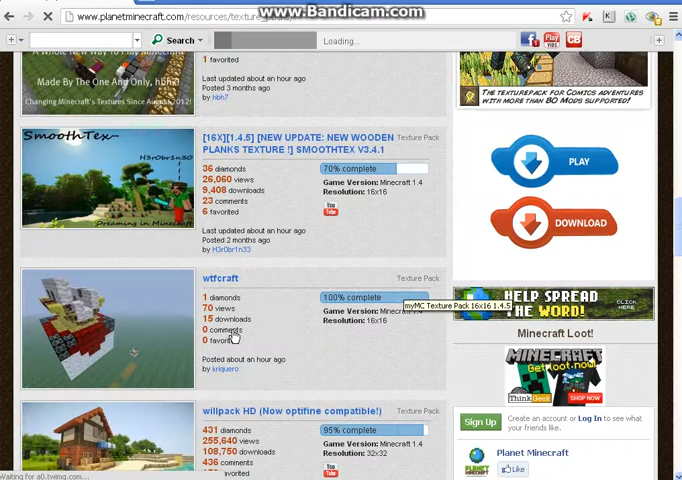 www.Bandicam.com
www.planetminecraft.com/resources/texture_packs/
Search
Loading...
A Whole New Way To Play Minecraft
Made By The One And Only, hbh7
Changing Minecraft's Textures Since August 2012!
1 favorited
Last updated about an hour ago
Posted 3 months ago
by hbh7
THE TEXTUREPACK FOR COMICS ADVENTURES
WITH MORE THAN 80 MODS SUPPORTED!
SmoothTex-
H3r0br1n30
Dreaming in Minecraft
[16X][1.4.5] [NEW UPDATE: NEW WOODEN
PLANKS TEXTURE !] SMOOTHTEX V3.4.1
Texture Pack
36 diamonds
26,060 views
9,408 downloads
23 comments
6 favorited
70% complete
Game Version: Minecraft 1.4
Resolution: 16x16
You Tube
Last updated about an hour ago
Posted 2 months ago
by H3r0br1n33
PLAY
DOWNLOAD
wtfcraft
Texture Pack
1 diamonds
70 views
15 downloads
0 comments
0 favorited
100% complete
myMC Texture Pack 16x16 1.4.5
Resolution: 16x16
Posted about an hour ago
by kriquero
HELP SPREAD
THE WORD!
CLICK
HERE
Minecraft Loot!
MINECRAFT
Get loot now!
ThinkGeek
SHOP NOW
willpack HD (Now optifine compatible!)
Texture Pack
431 diamonds
255,640 views
108,750 downloads
436 comments
95% complete
Game Version: Minecraft 1.4
Resolution: 32x32
You Tube
Sign Up
Create an account or Log In to see what
your friends like.
Planet Minecraft
Like
Waiting for a0.twimg.com...